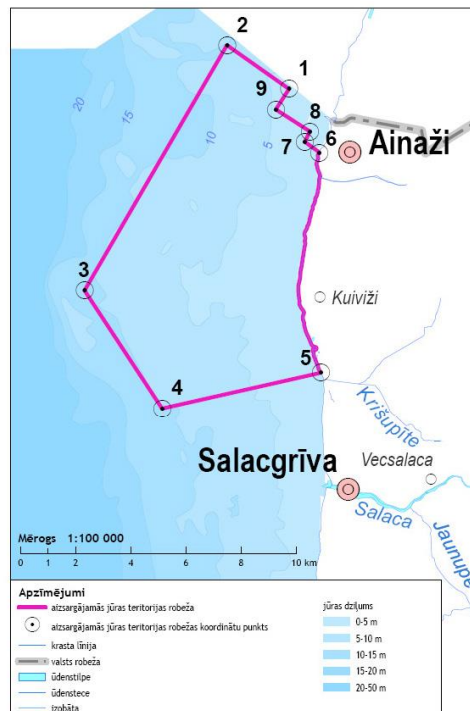 2
1
20
15
10
9
8
5
7
6
Ainaži
3
Kuiviži
5
4
Krišupīte
Salacgrīva
Vecsalaca
Salaca
Jaunupe
Mērogs 1:100 000
0 1 2 4 6 8 10 km
Apzīmējumi
aizsargājamās jūras teritorijas robeža
aizsargājamās jūras teritorijas robežas koordinātu punkts
krasta līnija
valsts robeža
ūdenstilpe
ūdenstece
izobāta
jūras dziļums
0-5 m
5-10 m
10-15 m
15-20 m
20-50 m